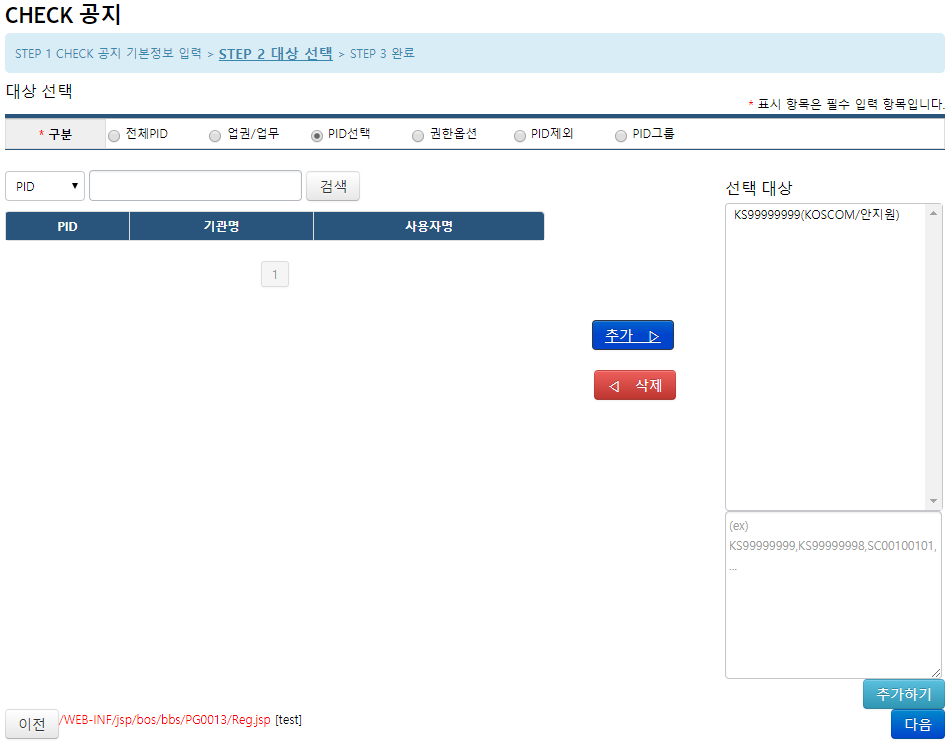 CHECK 공지
STEP 1 CHECK 공지 기본정보 입력 > STEP 2 대상 선택 > STEP 3 완료
대상 선택
* 표시 항목은 필수 입력 항목입니다.
* 구분 전체PID 업권/업무 PID선택 권한옵션 PID제외 PID그룹
PID ▼ 검색
선택 대상
KS99999999(KOSCOM/안지원)
PID 기관명 사용자명
1
추가 ▷
◁ 삭제
(ex)
KS99999999,KS99999998,SC00100101,
...
추가하기
이전 /WEB-INF/jsp/bos/bbs/PG0013/Reg.jsp [test]
다음